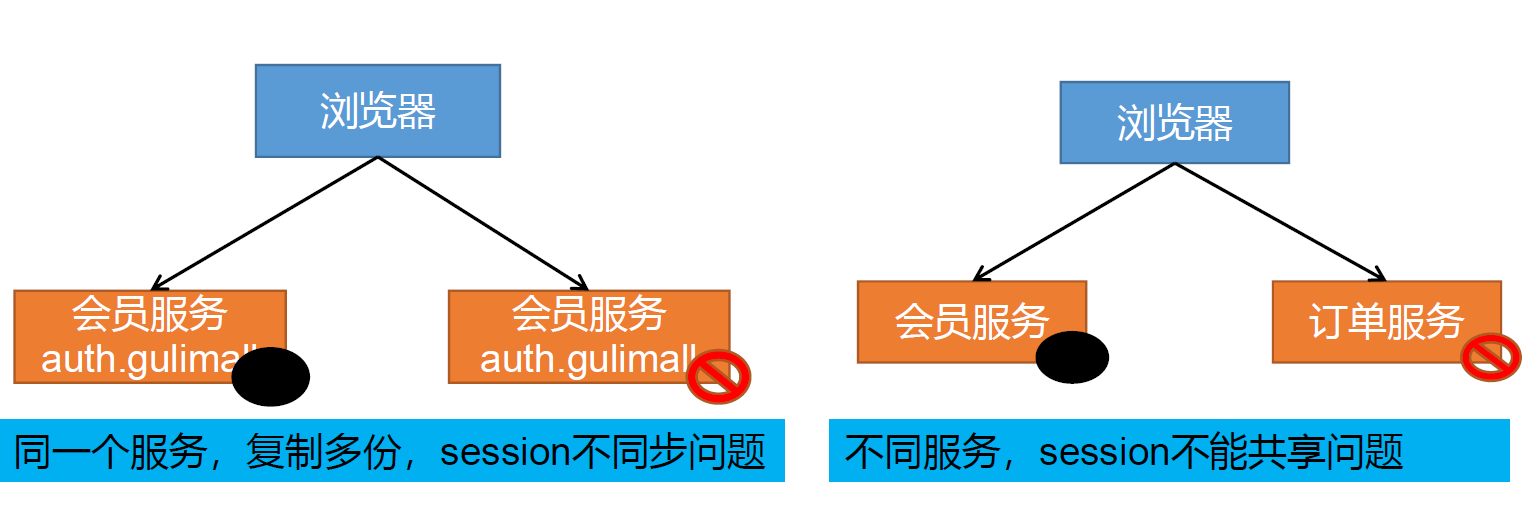 浏览器
会员服务
auth.gulimall
会员服务
auth.gulimall
同一个服务，复制多份，session不同步问题
浏览器
会员服务
订单服务
不同服务，session不能共享问题